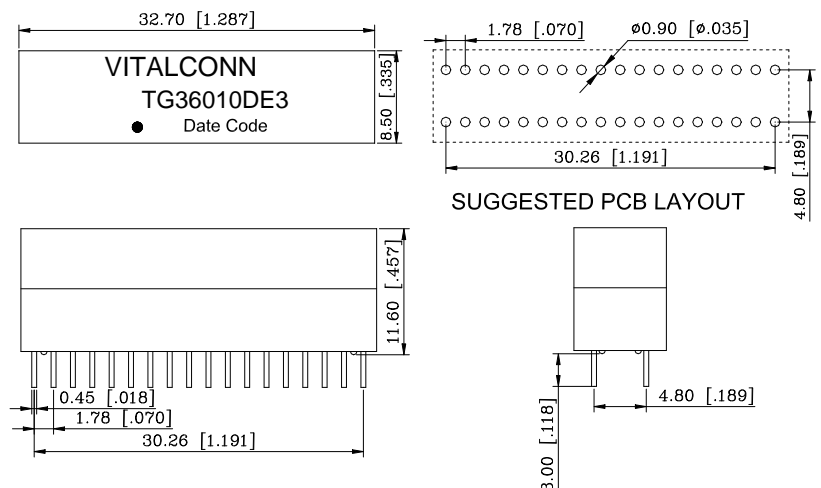 32.70 [1.287]
VITALCONN
TG36010DE3
Date Code
8.50 [.335]
1.78 [.070]
ø0.90 [ø.035]
30.26 [1.191]
4.80 [.189]
SUGGESTED PCB LAYOUT
11.60 [.457]
0.45 [.018]
1.78 [.070]
30.26 [1.191]
4.80 [.189]
3.00 [.118]